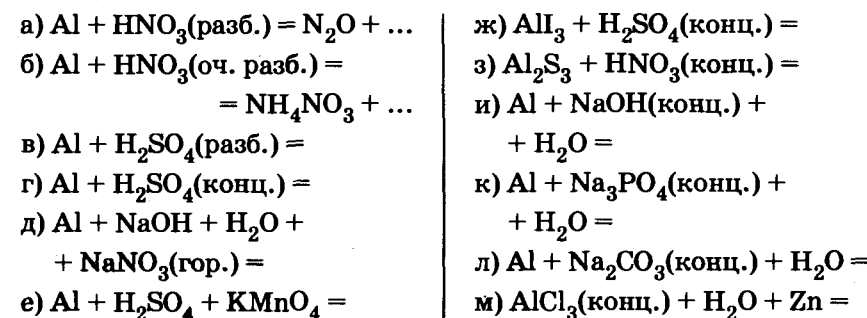 а) Al + HNO₃(разб.) = N₂O + ...
б) Al + HNO₃(оч. разб.) =
= NH₄NO₃ + ...
в) Al + H₂SO₄(разб.) =
г) Al + H₂SO₄(конц.) =
д) Al + NaOH + H₂O +
+ NaNO₃(гор.) =
е) Al + H₂SO₄ + KMnO₄ =
ж) AlI₃ + H₂SO₄(конц.) =
з) Al₂S₃ + HNO₃(конц.) =
и) Al + NaOH(конц.) +
+ H₂O =
к) Al + Na₃PO₄(конц.) +
+ H₂O =
л) Al + Na₂CO₃(конц.) + H₂O =
м) AlCl₃(конц.) + H₂O + Zn =